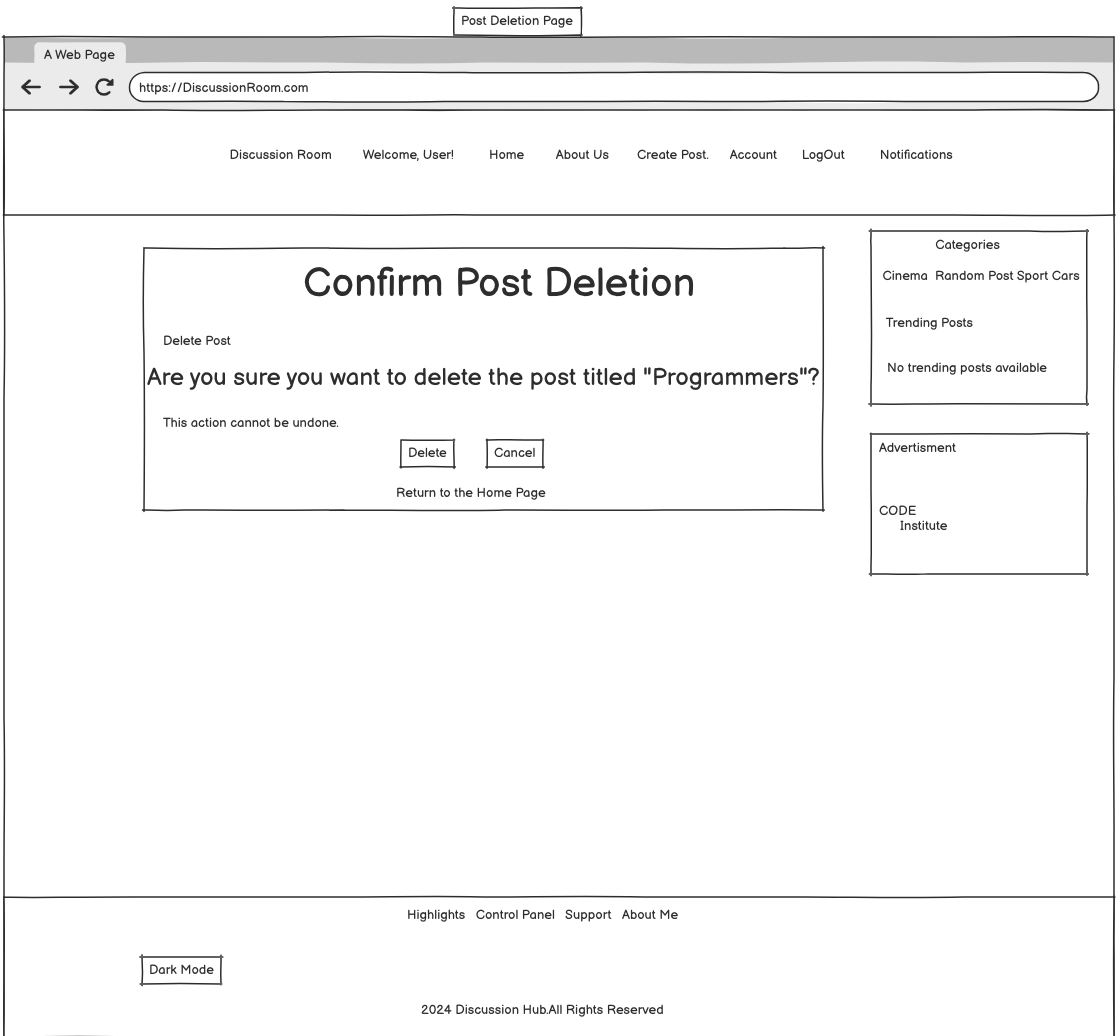 Post Deletion Page
A Web Page
https://DiscussionRoom.com
Discussion Room Welcome, User! Home About Us Create Post. Account LogOut Notifications
Confirm Post Deletion
Delete Post
Are you sure you want to delete the post titled "Programmers"?
This action cannot be undone.
Delete Cancel
Return to the Home Page
Categories
Cinema Random Post Sport Cars
Trending Posts
No trending posts available
Advertisment
CODE
Institute
Highlights Control Panel Support About Me
Dark Mode
2024 Discussion Hub.All Rights Reserved